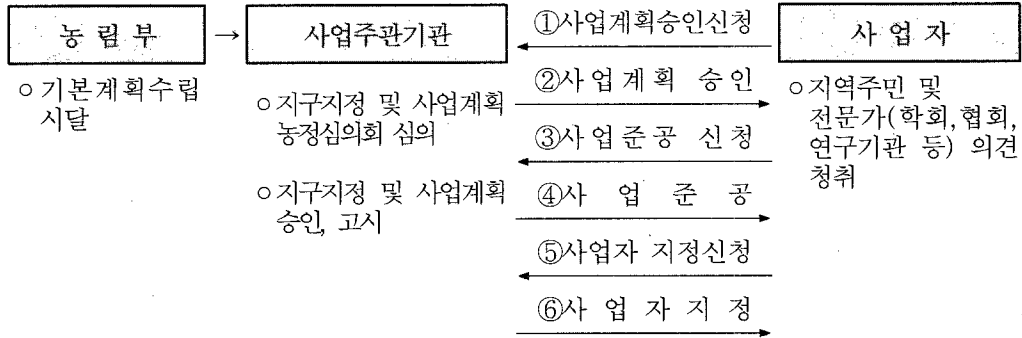 농 림 부
→
사업주관기관
사 업 자
○ 기본계획수립
시달
○ 지구지정 및 사업계획
농정심의회 심의
○ 지구지정 및 사업계획
승인, 고시
①사업계획승인신청
②사업계획 승인
③사업준공 신청
④사 업 준 공
⑤사업자 지정신청
⑥사 업 자 지 정
○ 지역주민 및
전문가(학회,협회,
연구기관 등) 의견
청취